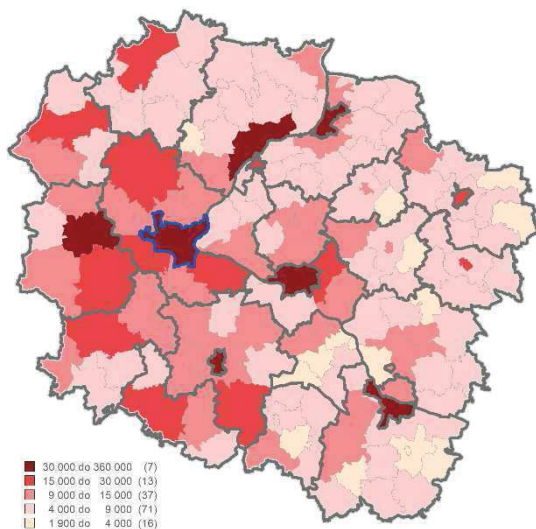 30 000 do 360 000 (7)
15 000 do 30 000 (13)
9 000 do 15 000 (37)
4 000 do 9 000 (71)
1 900 do 4 000 (16)